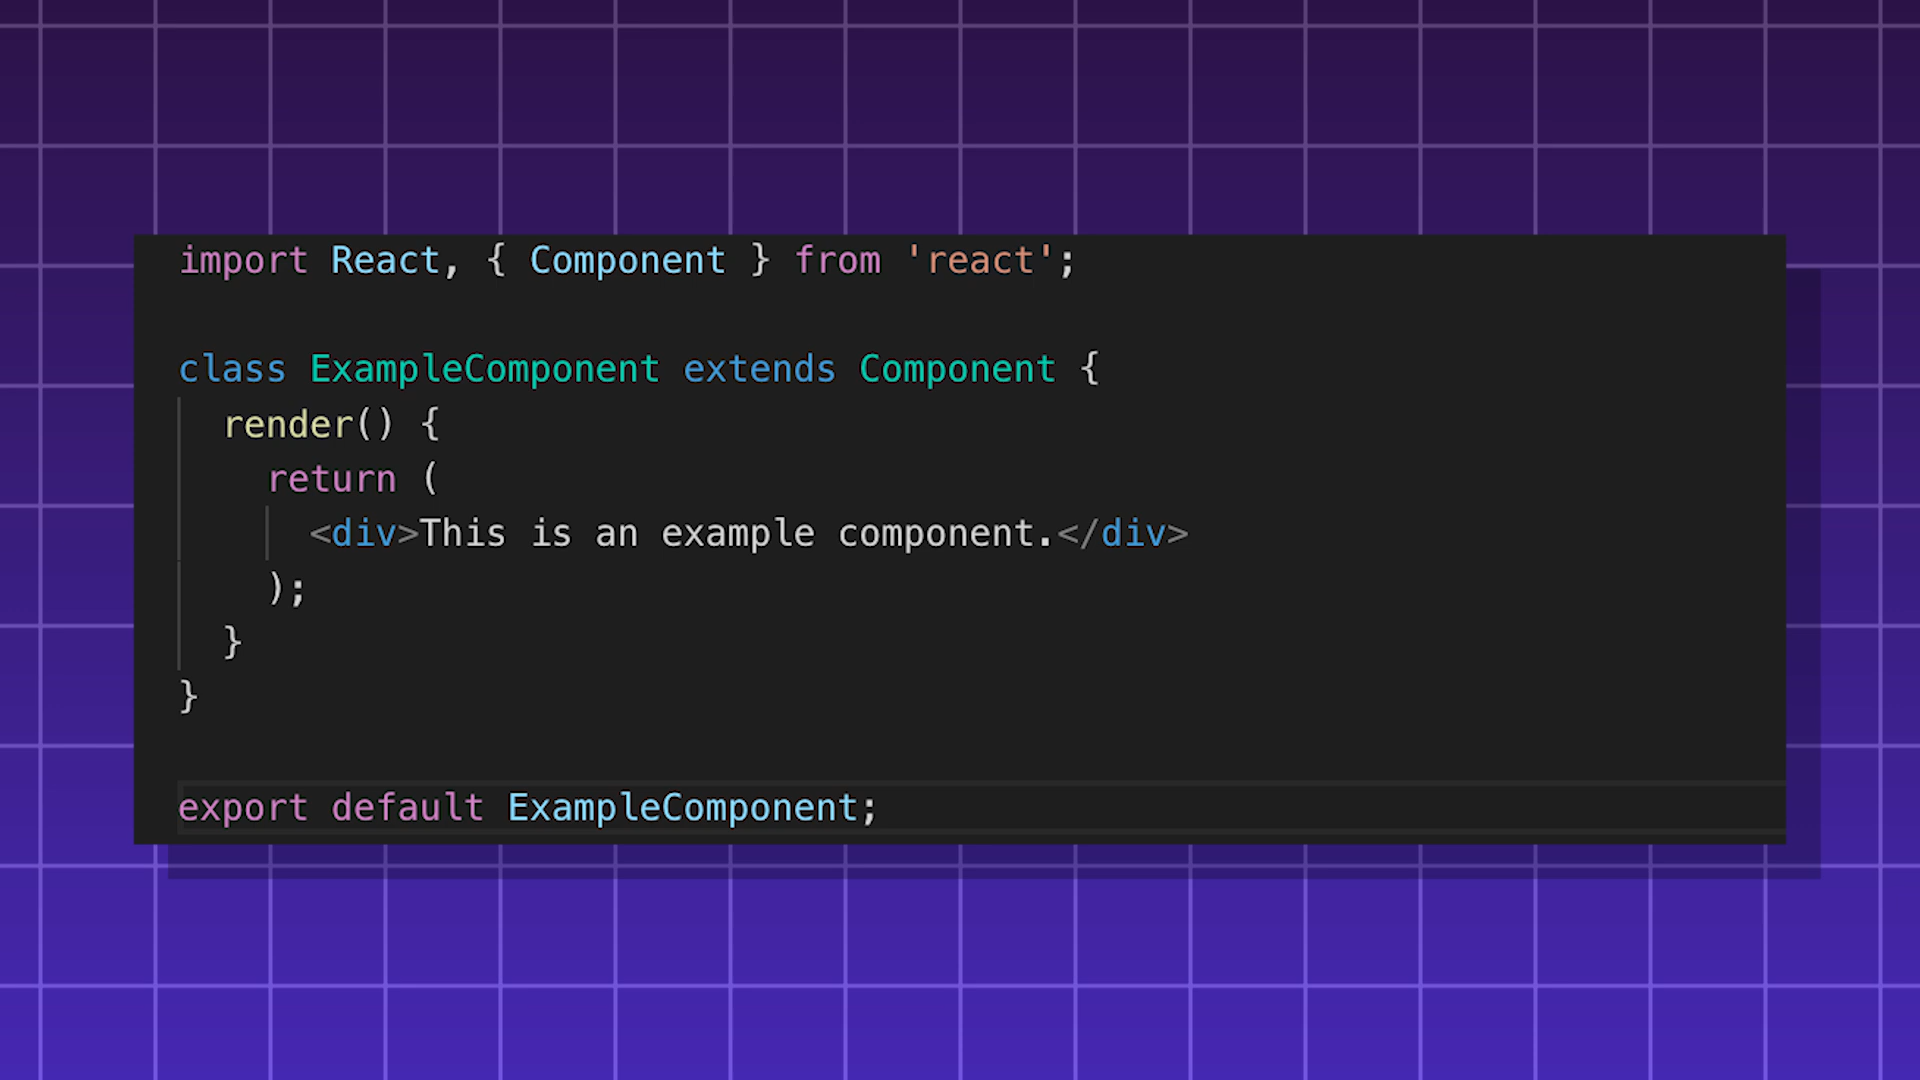 import React, { Component } from 'react';
class ExampleComponent extends Component {
render() {
return (
<div>This is an example component.</div>
);
}
}
export default ExampleComponent;